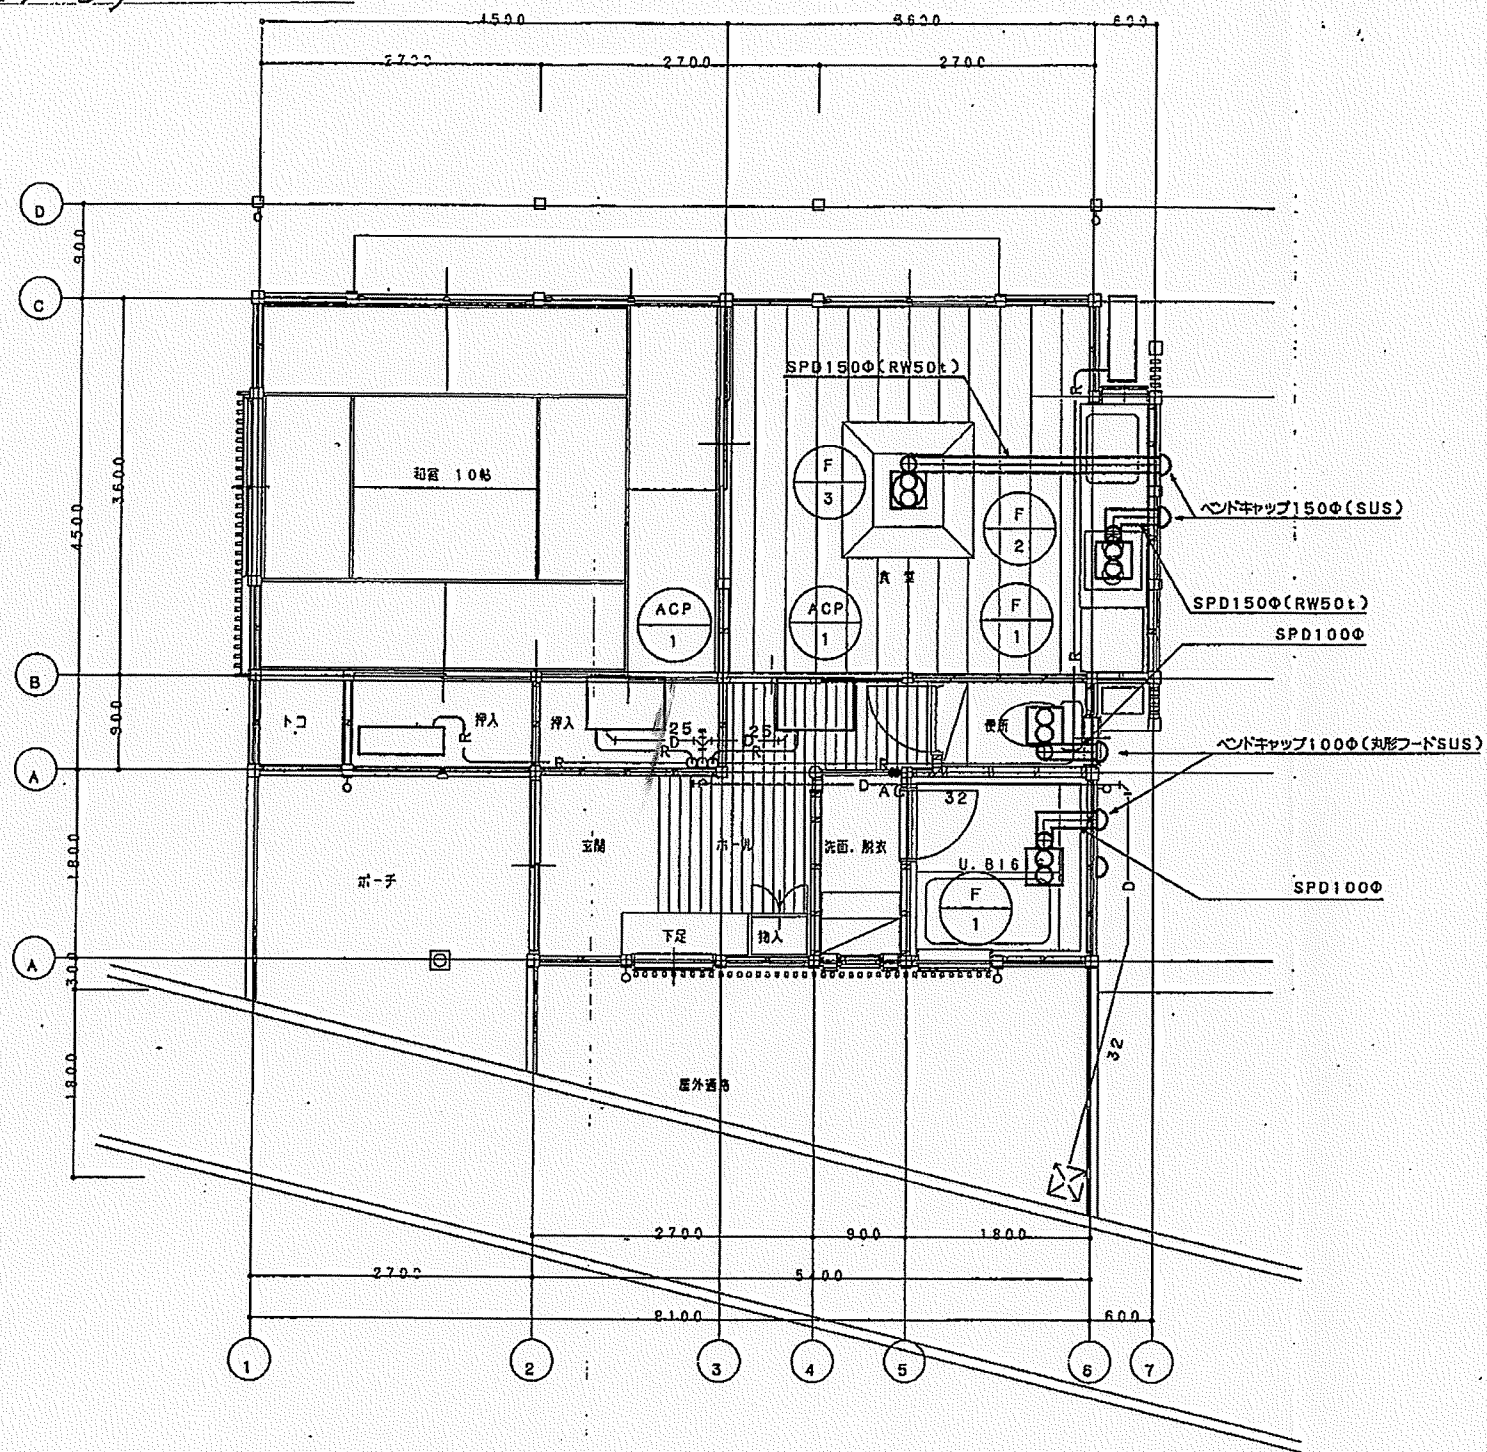 4500 3600 600
2700 2700 2700
D
900
C
SPD150Φ(RW50t)
3600
4500
和室 10帖
F
3
F
2
ベンドキャップ150Φ(SUS)
食堂
ACP
1
ACP
1
F
1
SPD150Φ(RW50t)
SPD100Φ
R
R
B
900
トコ
押入
押入
R
R
25
D
R
D
26
R
便所
R
ベンドキャップ100Φ(丸形フードSUS)
A
D
A
32
1800
玄関
ホール
洗面、脱衣
ポーチ
U.B16
F
1
D
SPD100Φ
下足
物入
A
300
1800
屋外通路
32
2700 900 1800
2700 5400
8100 600
1 2 3 4 5 6 7